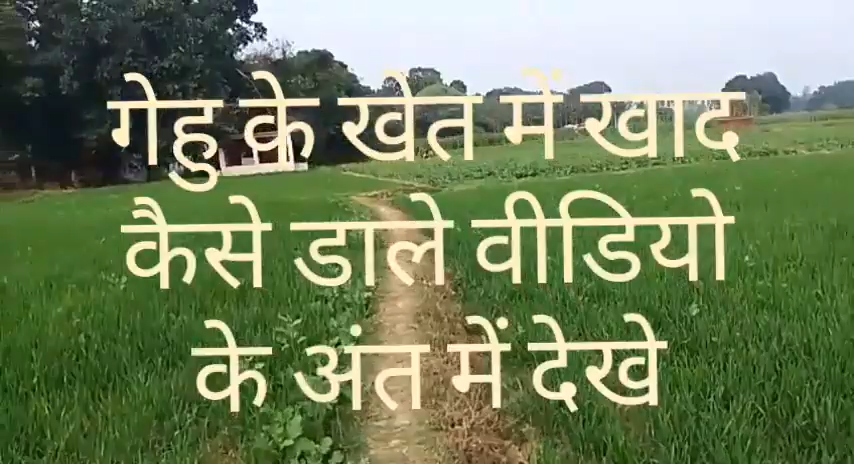 गेहु के खेत में खाद
कैसे डाले वीडियो
के अंत में देखे